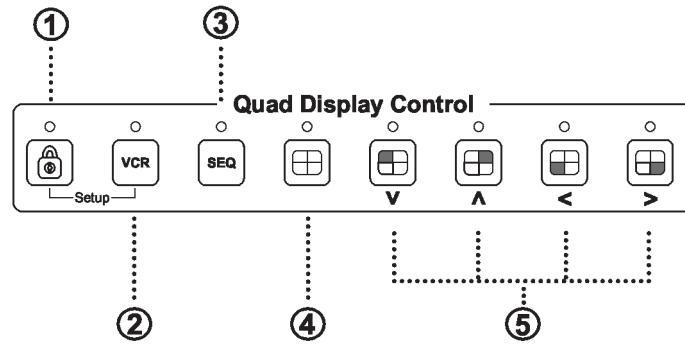 ① ③
Quad Display Control
VCR SEQ
Setup
V Λ < >
② ④ ⑤